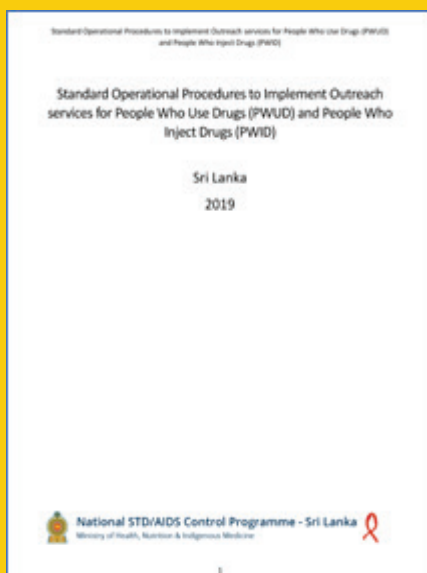 Standard Operational Procedures to Implement Outreach services for People Who Use Drugs (PWUD)
and People Who Inject Drugs (PWID)
Standard Operational Procedures to Implement Outreach
services for People Who Use Drugs (PWUD) and People Who
Inject Drugs (PWID)
Sri Lanka
2019
National STD/AIDS Control Programme - Sri Lanka
Ministry of Health, Nutrition & Indigenous Medicine
1